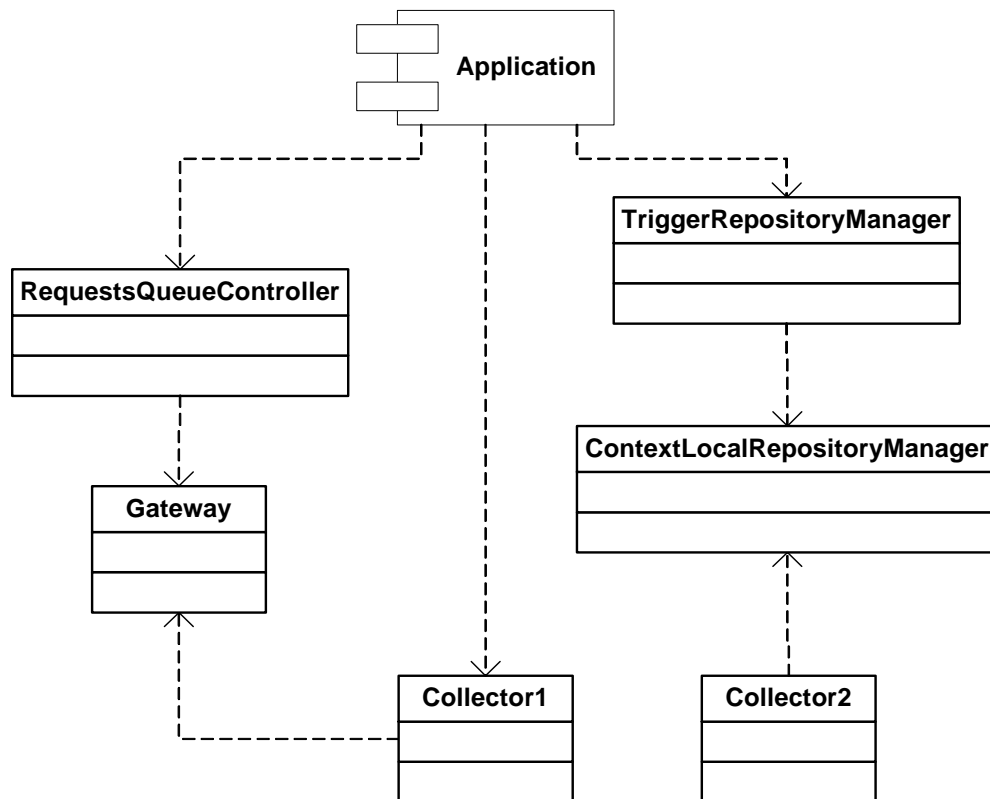 Application
TriggerRepositoryManager
RequestsQueueController
ContextLocalRepositoryManager
Gateway
Collector1
Collector2